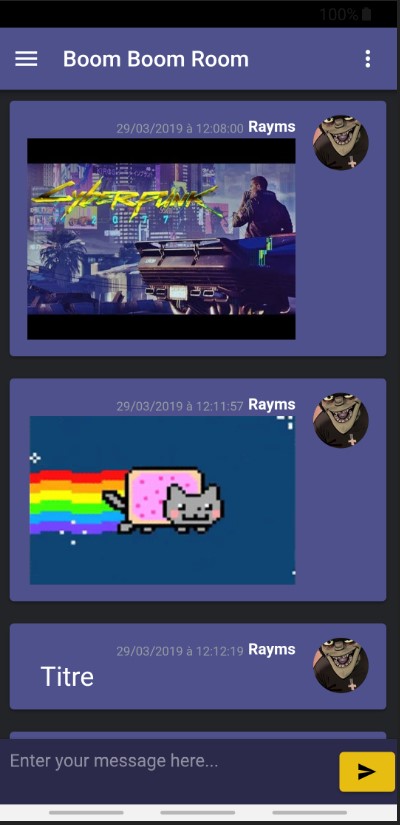 100%
Boom Boom Room
29/03/2019 à 12:08:00 Rayms
Cyberpunk
2077
29/03/2019 à 12:11:57 Rayms
29/03/2019 à 12:12:19 Rayms
Titre
Enter your message here...